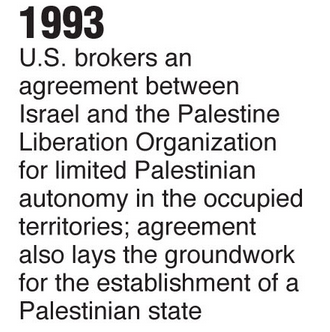 1993
U.S. brokers an
agreement between
Israel and the Palestine
Liberation Organization
for limited Palestinian
autonomy in the occupied
territories; agreement
also lays the groundwork
for the establishment of a
Palestinian state